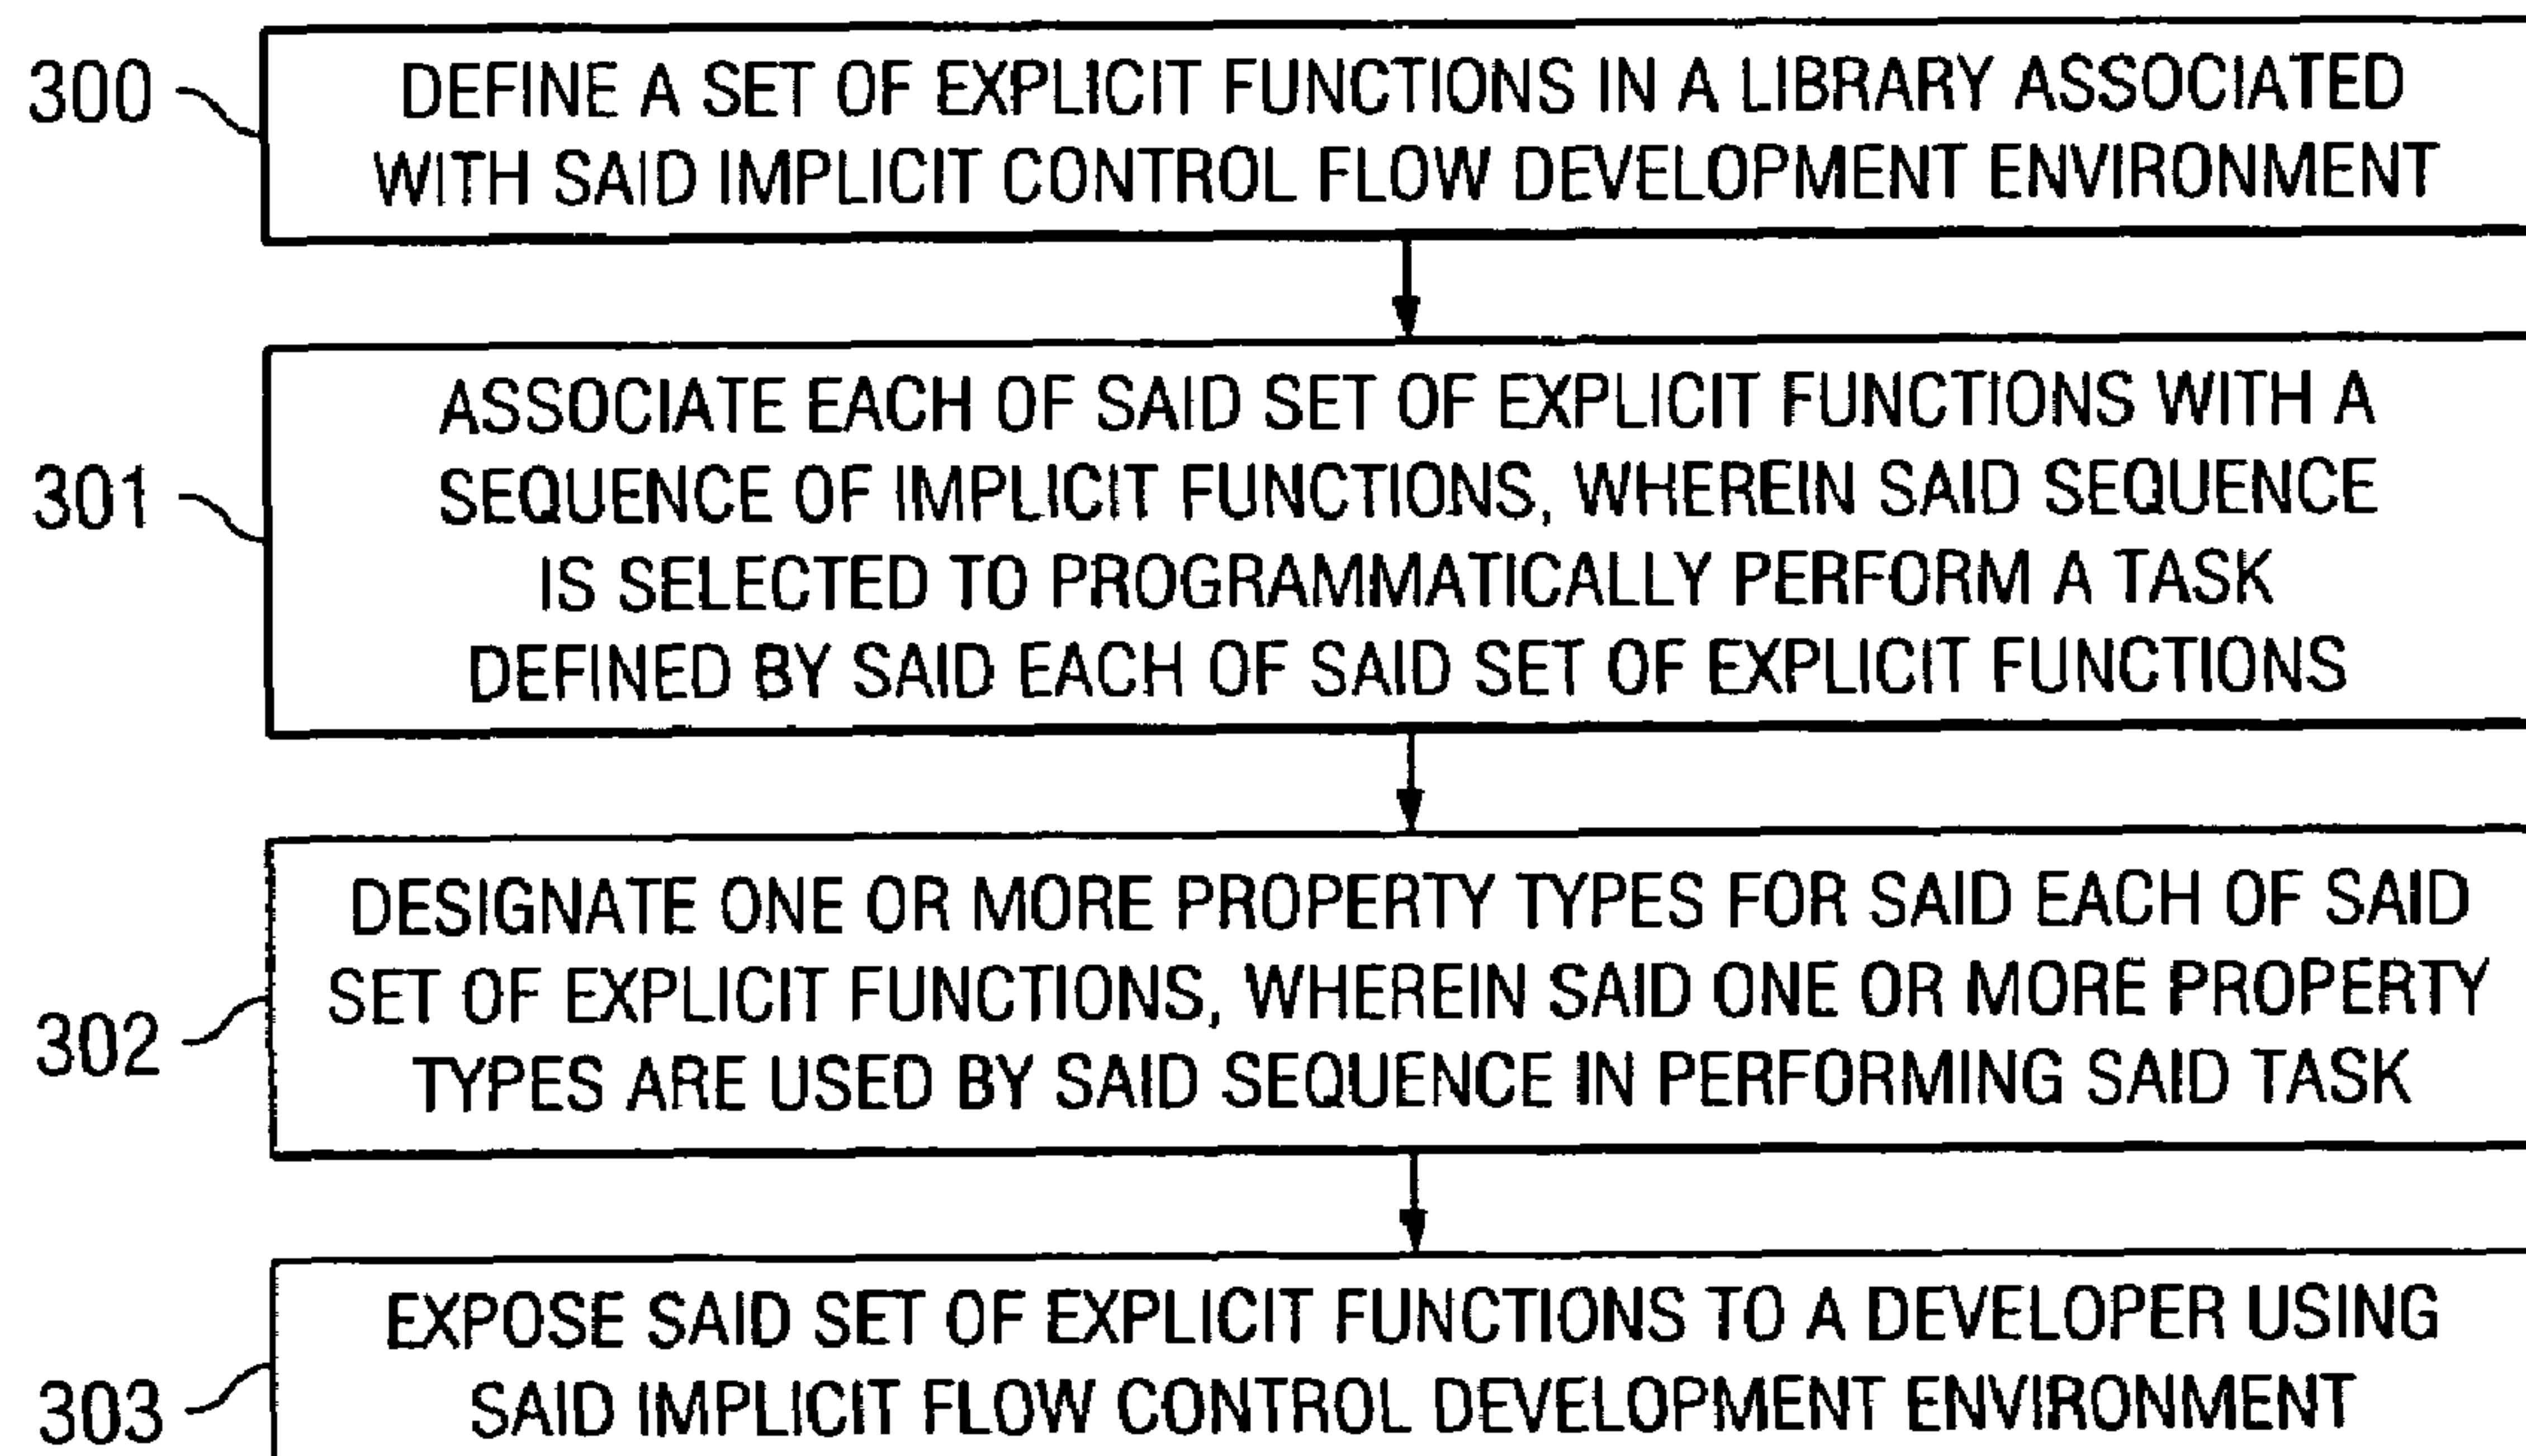 300
DEFINE A SET OF EXPLICIT FUNCTIONS IN A LIBRARY ASSOCIATED
WITH SAID IMPLICIT CONTROL FLOW DEVELOPMENT ENVIRONMENT
ASSOCIATE EACH OF SAID SET OF EXPLICIT FUNCTIONS WITH A
301
SEQUENCE OF IMPLICIT FUNCTIONS, WHEREIN SAID SEQUENCE
IS SELECTED TO PROGRAMMATICALLY PERFORM A TASK
DEFINED BY SAID EACH OF SAID SET OF EXPLICIT FUNCTIONS
DESIGNATE ONE OR MORE PROPERTY TYPES FOR SAID EACH OF SAID
SET OF EXPLICIT FUNCTIONS, WHEREIN SAID ONE OR MORE PROPERTY
302
TYPES ARE USED BY SAID SEQUENCE IN PERFORMING SAID TASK
EXPOSE SAID SET OF EXPLICIT FUNCTIONS TO A DEVELOPER USING
303
SAID IMPLICIT FLOW CONTROL DEVELOPMENT ENVIRONMENT